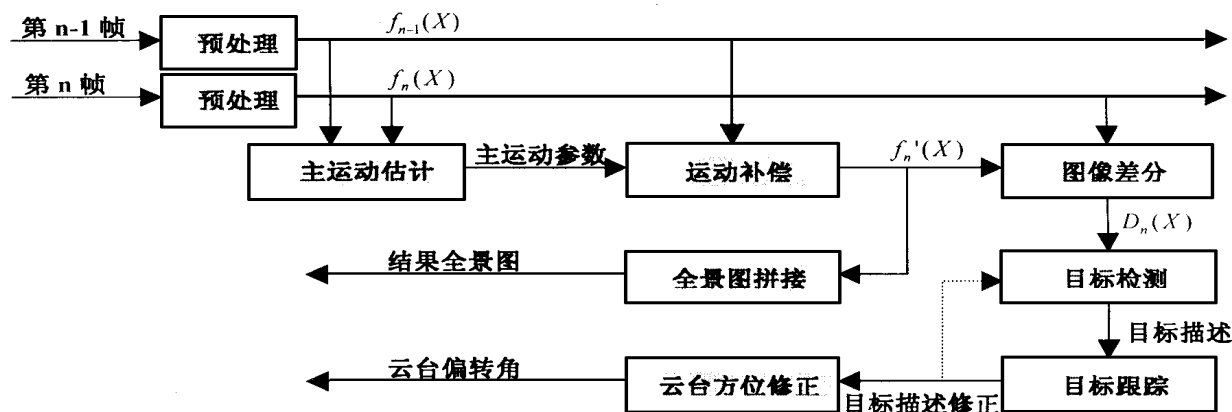 第 n-1 帧
预处理
f_{n-1}(X)
第 n 帧
预处理
f_n(X)
主运动估计
主运动参数
运动补偿
f_n'(X)
图像差分
D_n(X)
结果全景图
全景图拼接
目标检测
目标描述
云台偏转角
云台方位修正
目标描述修正
目标跟踪